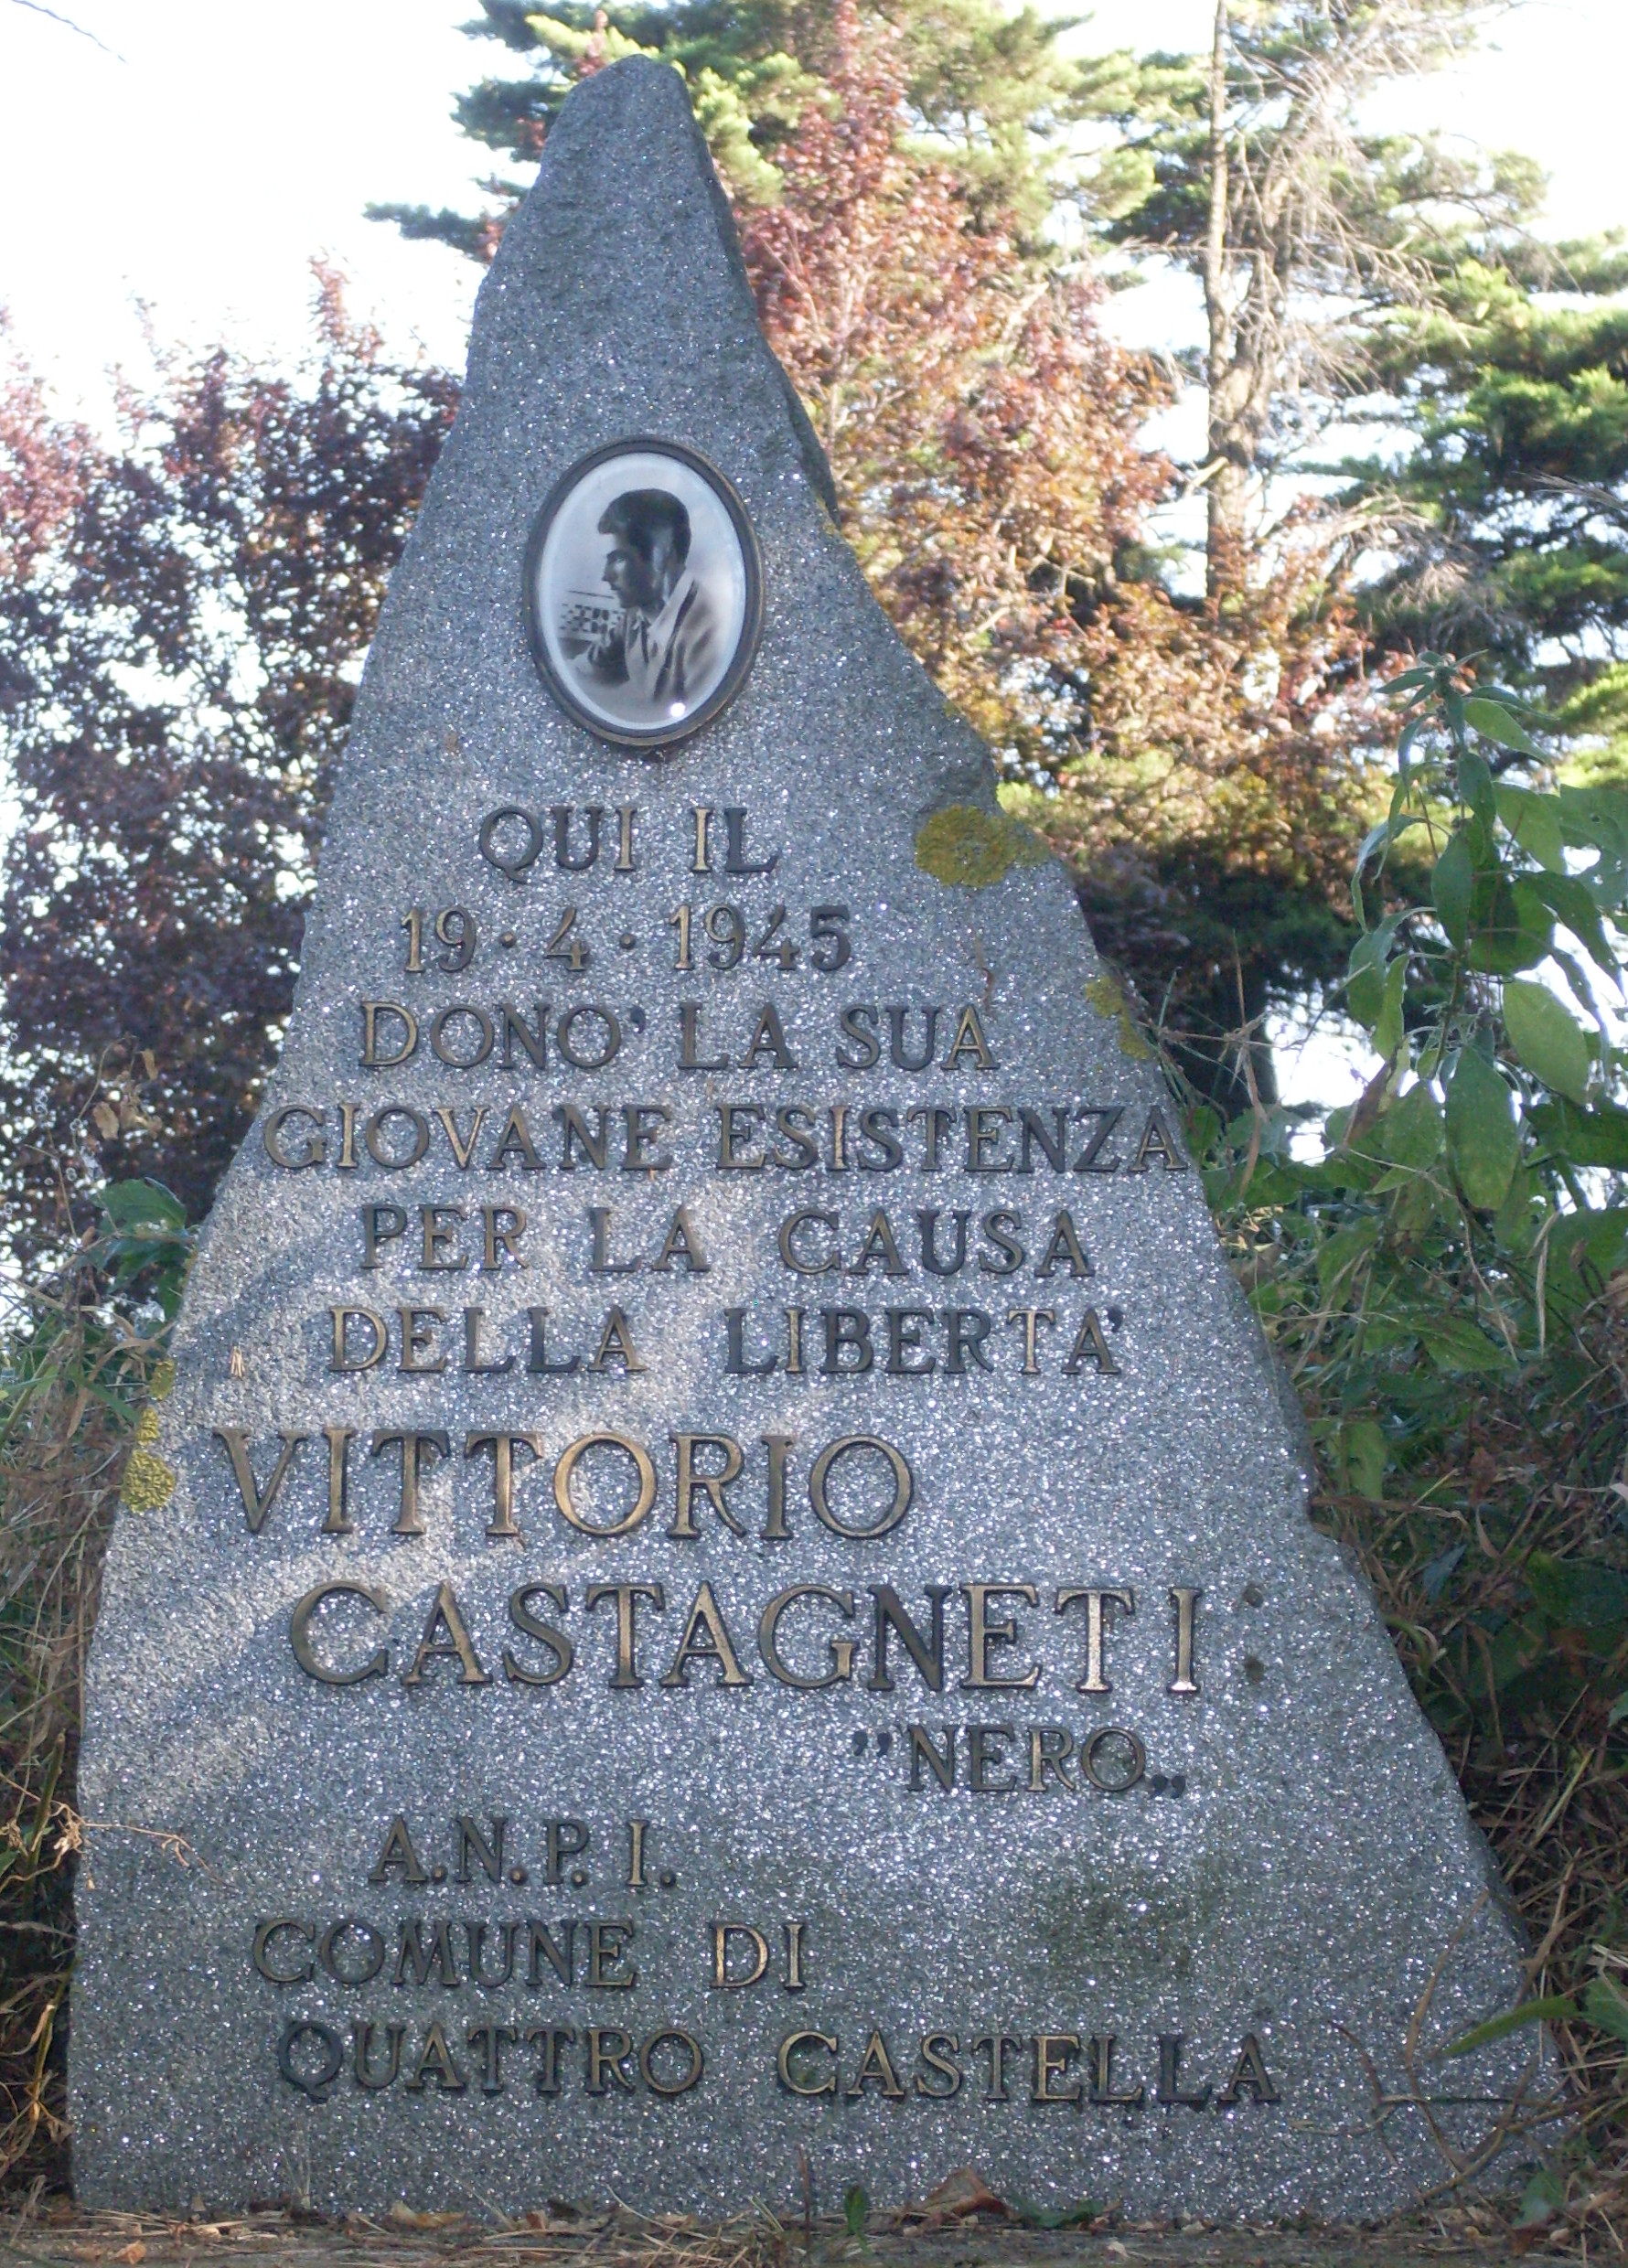 QUI IL
19·4·1945
DONO' LA SUA
GIOVANE ESISTENZA
PER LA CAUSA
DELLA LIBERTA'
VITTORIO
CASTAGNETI
"NERO„
A.N.P.I.
COMUNE DI
QUATTRO CASTELLA